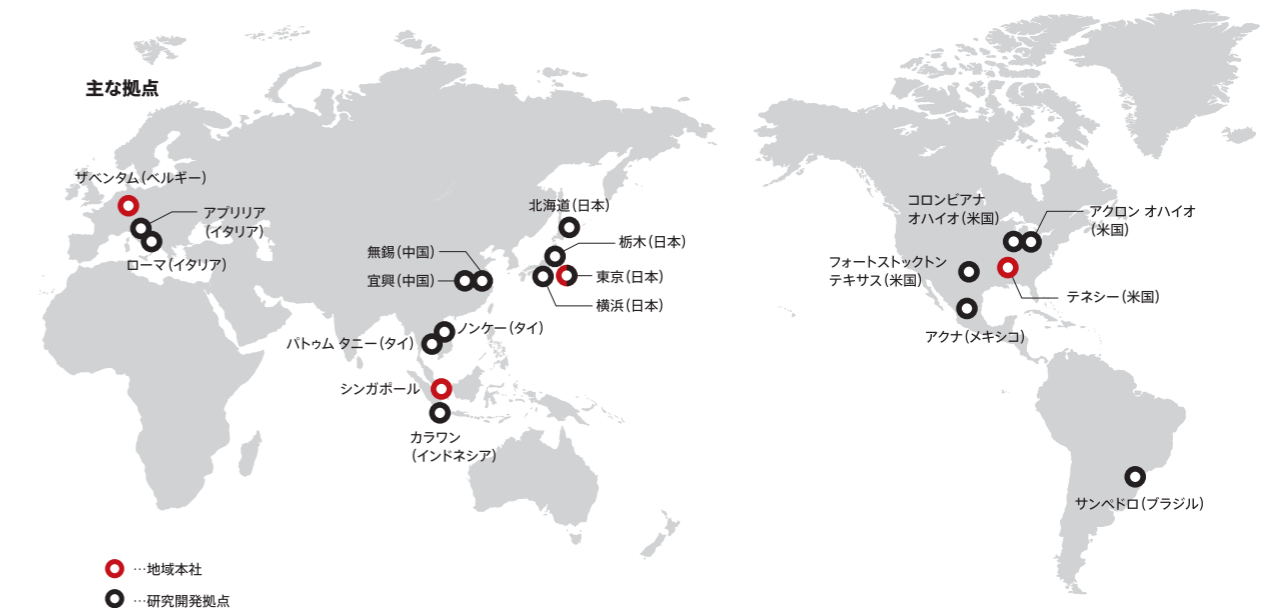 主な拠点
ザベンタム(ベルギー)
アプリリア
(イタリア)
ローマ(イタリア)
無錫(中国)
宜興(中国)
北海道(日本)
栃木(日本)
東京(日本)
横浜(日本)
ノンケー(タイ)
パトゥム タニー(タイ)
シンガポール
カラワン
(インドネシア)
コロンビアナ
オハイオ(米国)
アクロン オハイオ
(米国)
フォートストックトン
テキサス(米国)
テネシー(米国)
アクナ(メキシコ)
サンペドロ(ブラジル)
…地域本社
…研究開発拠点